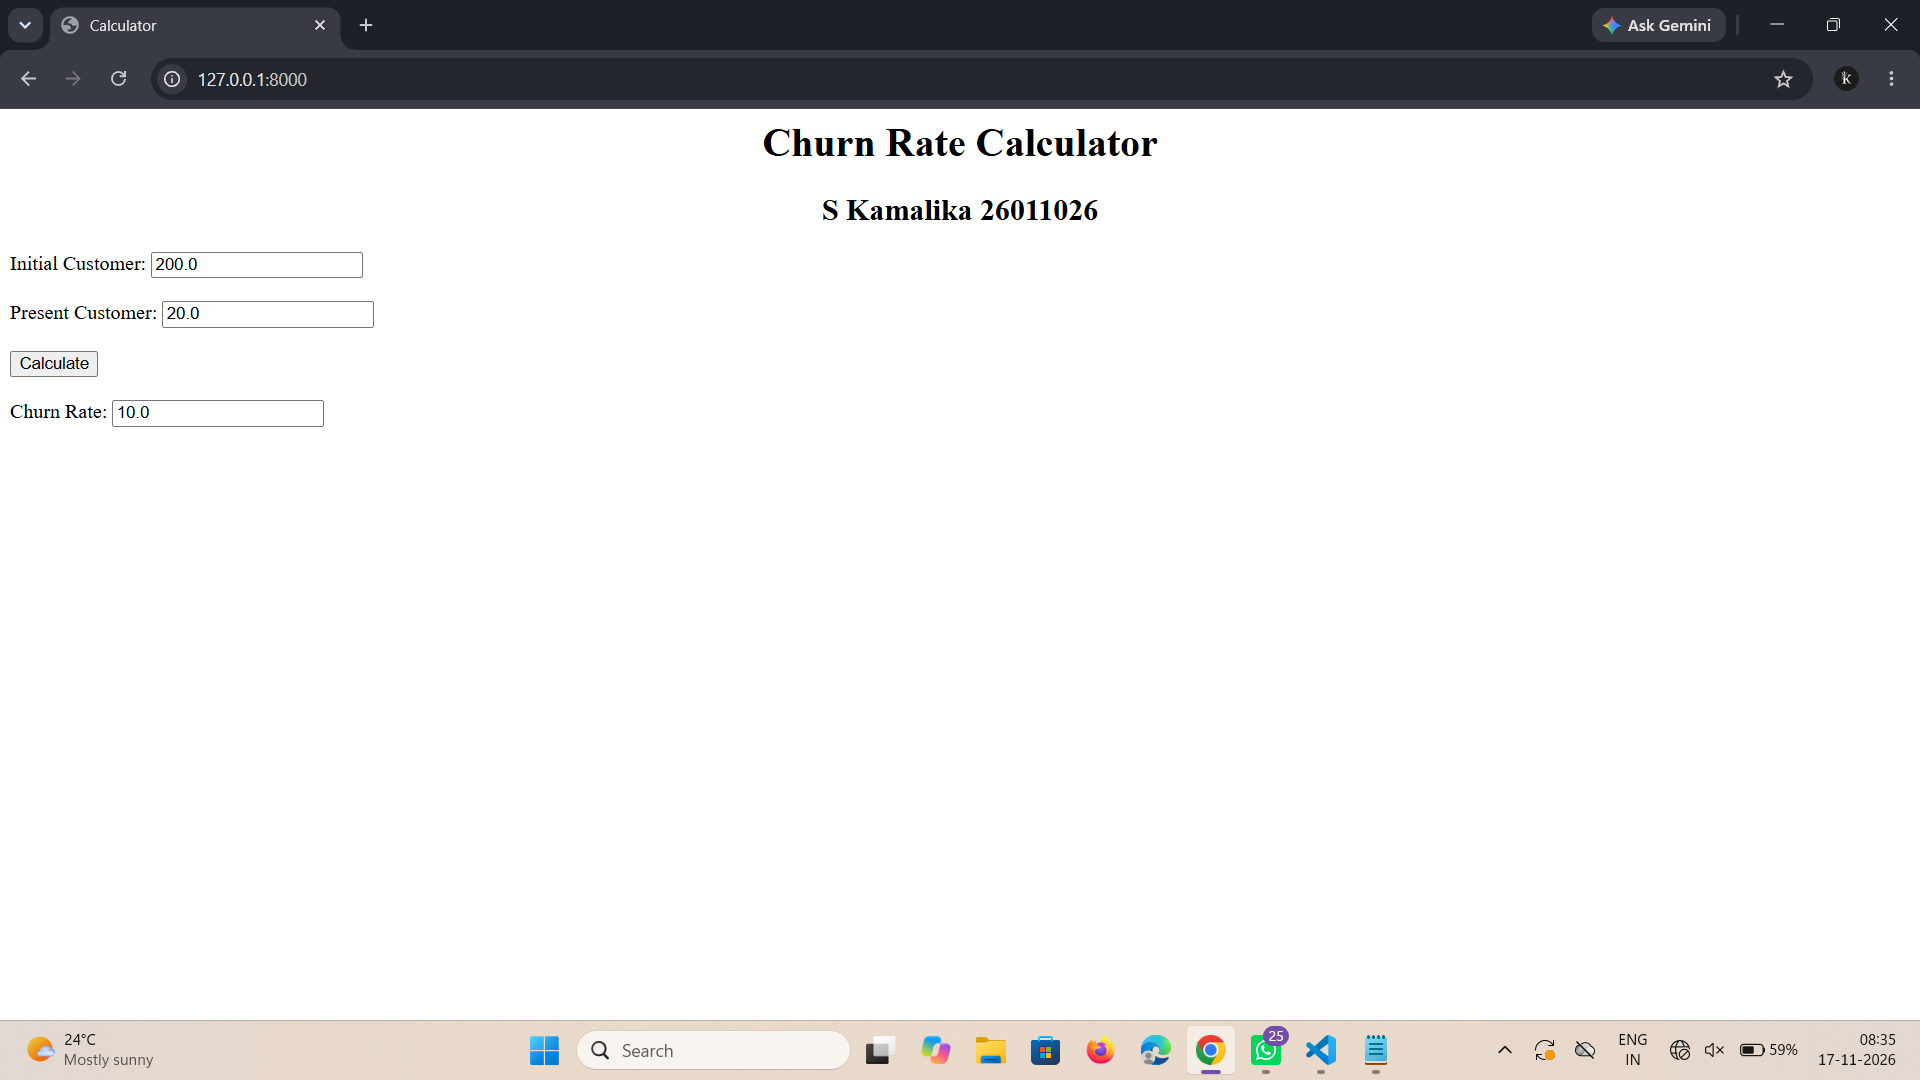 Calculator
Ask Gemini
127.0.0.1:8000
k
Churn Rate Calculator
S Kamalika 26011026
Initial Customer: 200.0
Present Customer: 20.0
Calculate
Churn Rate: 10.0
24°C
Mostly sunny
Search
25
ENG
IN
59%
08:35
17-11-2026